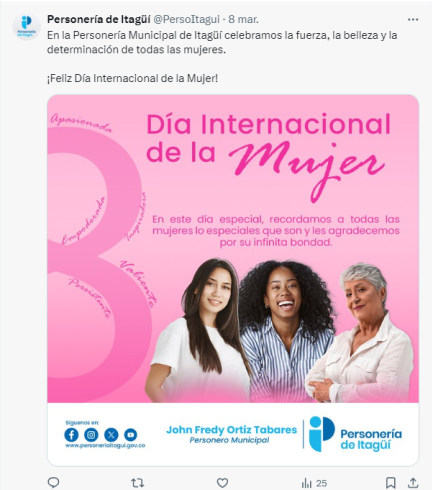 Personería de Itagüí @PersoItagui · 8 mar.
En la Personería Municipal de Itagüí celebramos la fuerza, la belleza y la
determinación de todas las mujeres.
¡Feliz Día Internacional de la Mujer!
Día Internacional
de la Mujer
Apasionada
Empoderada
Inspiradora
Valiente
Persistente
En este día especial, recordamos a todas las
mujeres lo especiales que son y les agradecemos
por su infinita bondad.
Síguenos en:
www.personeriaitagui.gov.co
John Fredy Ortiz Tabares
Personero Municipal
Personería
de Itagüí
25